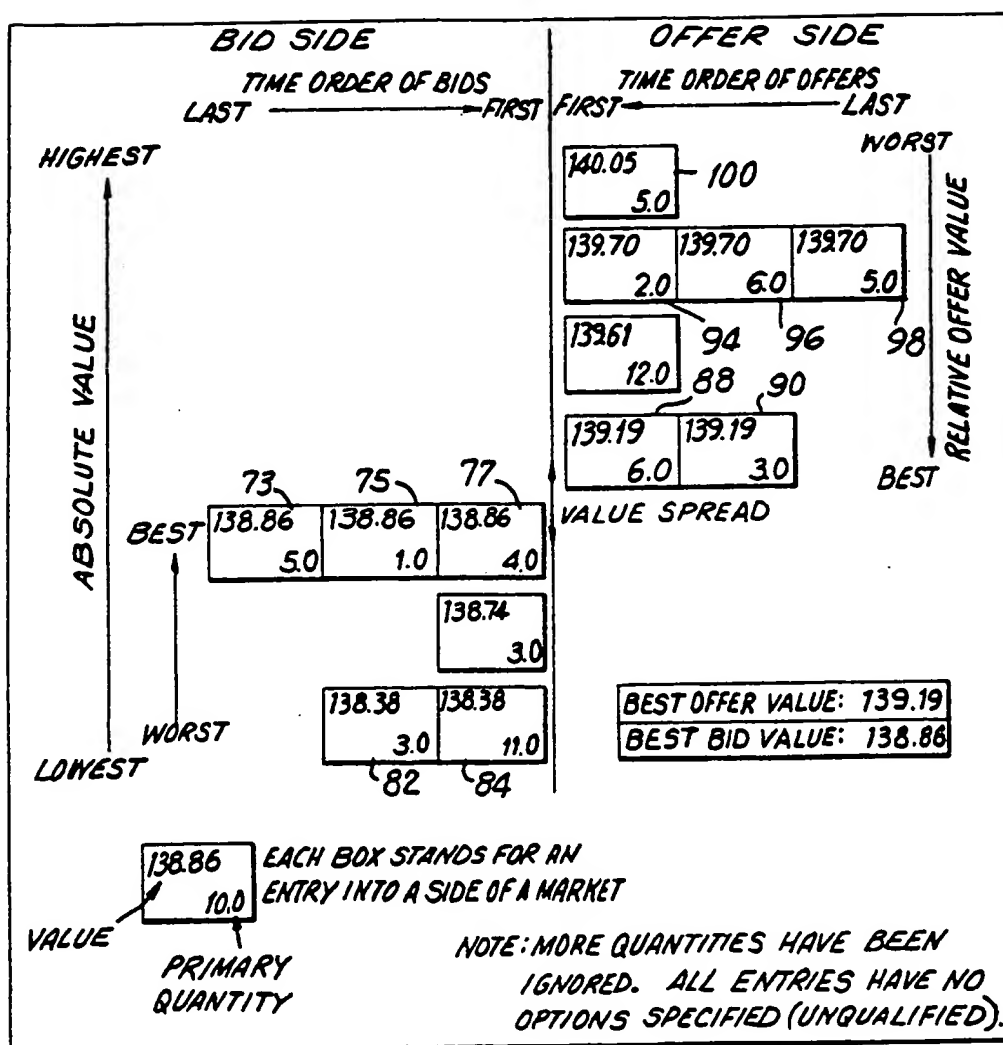 BID SIDE
OFFER SIDE
TIME ORDER OF BIDS
LAST FIRST
TIME ORDER OF OFFERS
FIRST LAST
HIGHEST
ABSOLUTE VALUE
LOWEST
WORST
RELATIVE OFFER VALUE
BEST
140.05
5.0
100
139.70 139.70 139.70
2.0 6.0 5.0
94 96 98
139.61
12.0
88 90
139.19 139.19
6.0 3.0
VALUE SPREAD
73 75 77
BEST
138.86 138.86 138.86
5.0 1.0 4.0
138.74
3.0
138.38 138.38
3.0 11.0
WORST
82 84
BEST OFFER VALUE: 139.19
BEST BID VALUE: 138.86
138.86
10.0
VALUE
PRIMARY
QUANTITY
EACH BOX STANDS FOR AN
ENTRY INTO A SIDE OF A MARKET
NOTE: MORE QUANTITIES HAVE BEEN
IGNORED. ALL ENTRIES HAVE NO
OPTIONS SPECIFIED (UNQUALIFIED).